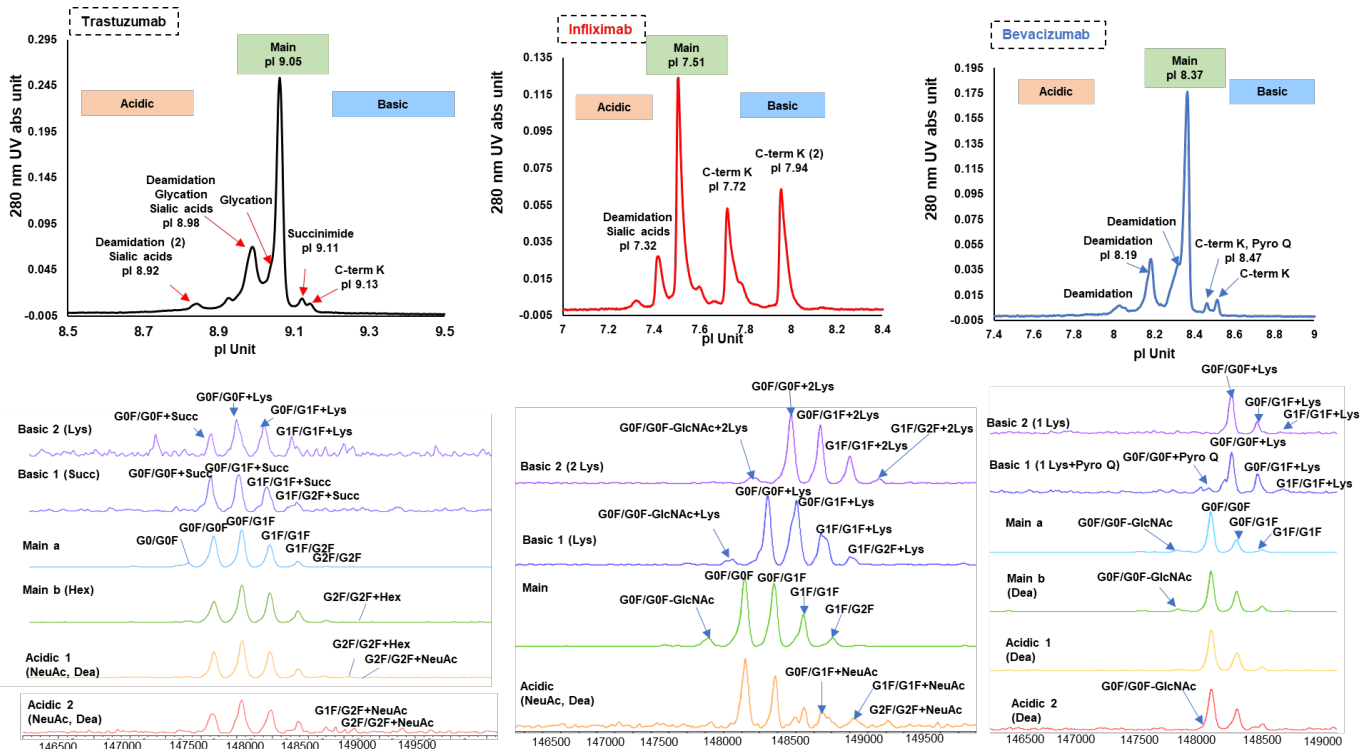 Trastuzumab
0.295
0.245
0.195
0.145
0.095
0.045
-0.005
280 nm UV abs unit
Main
pI 9.05
Acidic
Basic
Deamidation
Glycation
Sialic acids
pI 8.98
Glycation
Deamidation (2)
Sialic acids
pI 8.92
Succinimide
pI 9.11
C-term K
pI 9.13
8.5
8.7
8.9
9.1
9.3
9.5
pI Unit
Infliximab
0.135
0.115
0.095
0.075
0.055
0.035
0.015
-0.005
280 nm UV abs unit
Main
pI 7.51
Acidic
Basic
C-term K (2)
pI 7.94
C-term K
pI 7.72
Deamidation
Sialic acids
pI 7.32
7
7.2
7.4
7.6
7.8
8
8.2
8.4
pI Unit
Bevacizumab
0.195
0.175
0.155
0.135
0.115
0.095
0.075
0.055
0.035
0.015
-0.005
280 nm UV abs unit
Main
pI 8.37
Acidic
Basic
Deamidation
Deamidation
pI 8.19
C-term K, Pyro Q
pI 8.47
C-term K
Deamidation
7.4
7.6
7.8
8
8.2
8.4
8.6
8.8
9
pI Unit
G0F/G0F+Lys
G0F/G0F+Succ
G0F/G1F+Lys
Basic 2 (Lys)
G1F/G1F+Lys
Basic 1 (Succ)
G0F/G0F+Succ
G0F/G1F+Succ
G1F/G1F+Succ
G1F/G2F+Succ
Main a
G0/G0F
G0F/G0F
G0F/G1F
G1F/G1F
G1F/G2F
G2F/G2F
Main b (Hex)
G2F/G2F+Hex
Acidic 1
(NeuAc, Dea)
G2F/G2F+Hex
G2F/G2F+NeuAc
Acidic 2
(NeuAc, Dea)
G1F/G2F+NeuAc
G2F/G2F+NeuAc
146500
147000
147500
148000
148500
149000
149500
G0F/G0F+2Lys
G0F/G0F-GlcNAc+2Lys
G0F/G1F+2Lys
G1F/G2F+2Lys
G1F/G1F+2Lys
Basic 2 (2 Lys)
G0F/G0F+Lys
G0F/G0F-GlcNAc+Lys
G0F/G1F+Lys
G1F/G1F+Lys
Basic 1 (Lys)
G1F/G2F+Lys
Main
G0F/G0F
G0F/G1F
G0F/G0F-GlcNAc
G1F/G1F
G1F/G2F
Acidic
(NeuAc, Dea)
G0F/G1F+NeuAc
G1F/G1F+NeuAc
G2F/G2F+NeuAc
146500
147000
147500
148000
148500
149000
149500
G0F/G0F+Lys
G0F/G1F+Lys
G1F/G1F+Lys
Basic 2 (1 Lys)
G0F/G0F+Lys
Basic 1 (1 Lys+Pyro Q)
G0F/G0F+Pyro Q
G0F/G1F+Lys
G1F/G1F+Lys
Main a
G0F/G0F
G0F/G0F-GlcNAc
G0F/G1F
G1F/G1F
Main b
(Dea)
G0F/G0F-GlcNAc
Acidic 1
(Dea)
Acidic 2
(Dea)
G0F/G0F-GlcNAc
146500
147000
147500
148000
148500
149000